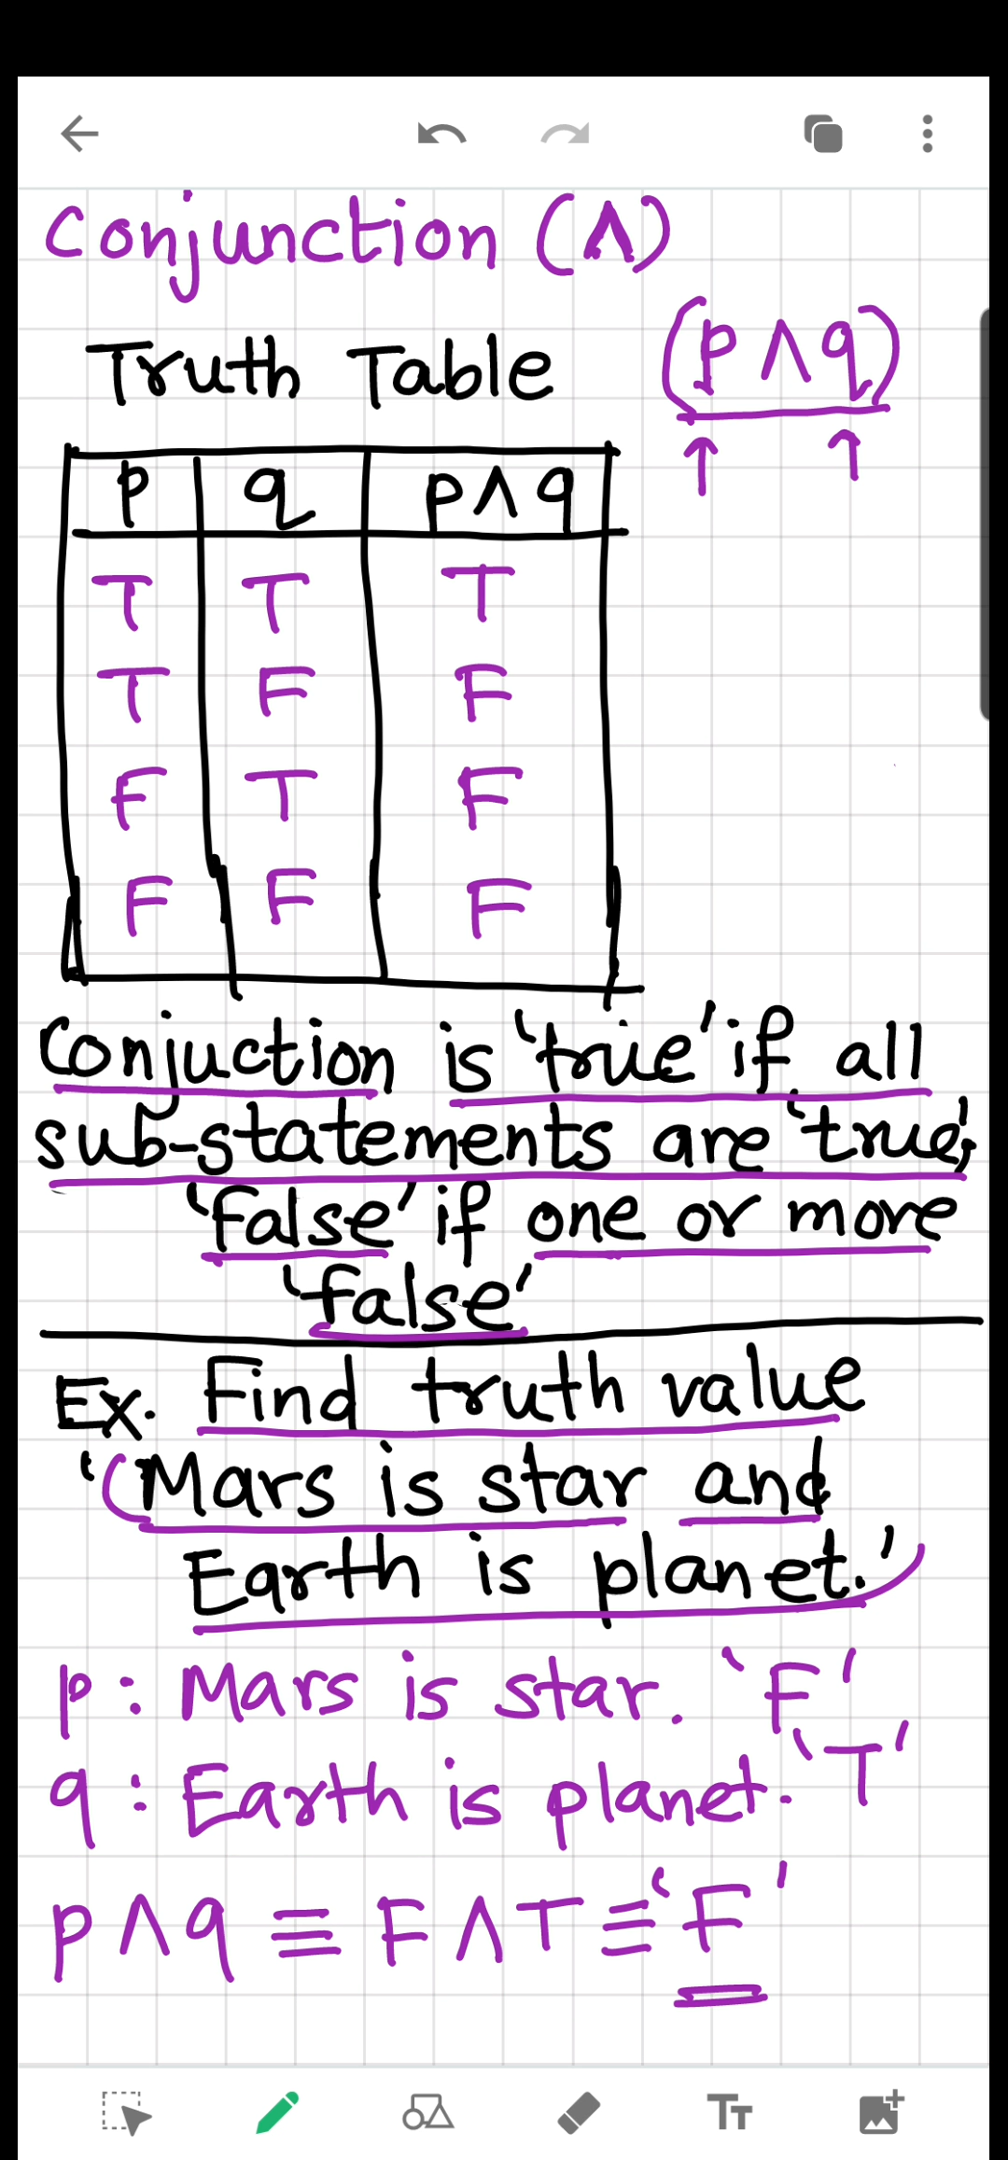 Conjunction (∧)
Truth Table (p∧q)
p q p∧q
T T T
T F F
F T F
F F F
Conjuction is 'true' if all
sub-statements are 'true',
'false' if one or more
'false'
Ex. Find truth value
'(Mars is star and
Earth is planet.')
p : Mars is star. 'F'
q : Earth is planet. 'T'
p∧q ≡ F∧T ≡ 'F'
TT